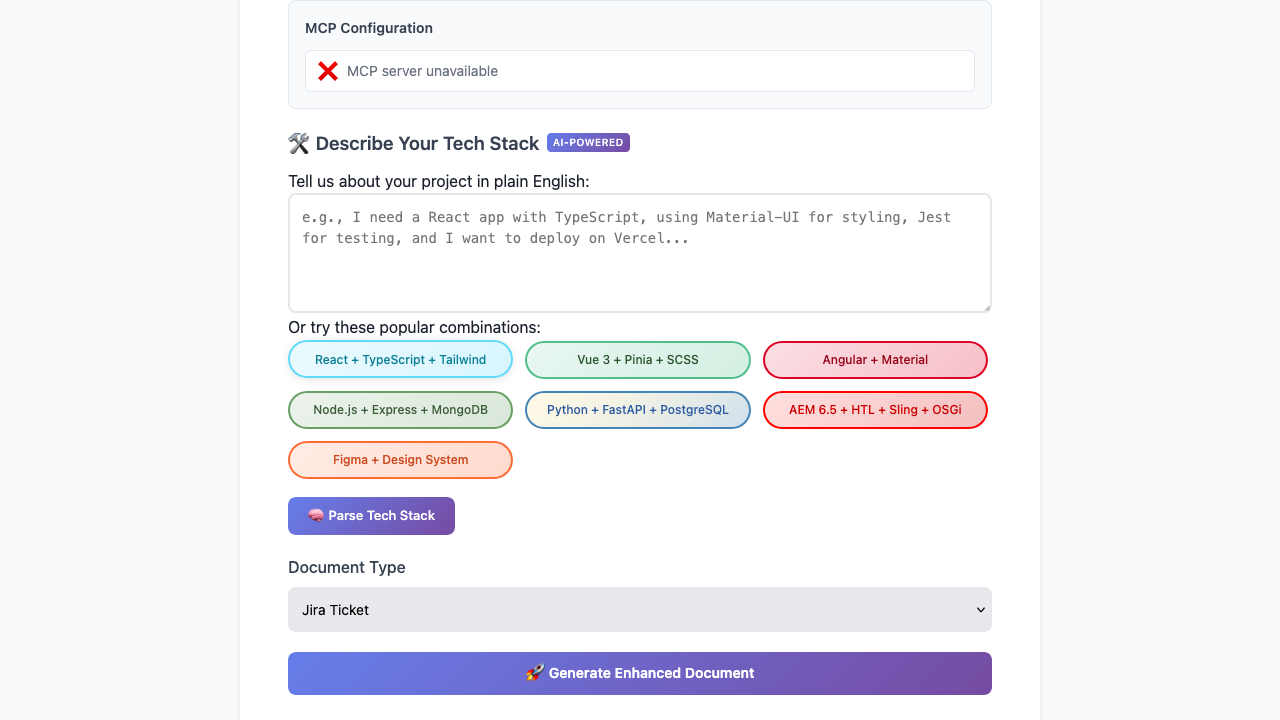 MCP Configuration
❌ MCP server unavailable
🛠️ Describe Your Tech Stack AI-POWERED
Tell us about your project in plain English:
e.g., I need a React app with TypeScript, using Material-UI for styling, Jest
for testing, and I want to deploy on Vercel...
Or try these popular combinations:
React + TypeScript + Tailwind
Vue 3 + Pinia + SCSS
Angular + Material
Node.js + Express + MongoDB
Python + FastAPI + PostgreSQL
AEM 6.5 + HTL + Sling + OSGi
Figma + Design System
🧠 Parse Tech Stack
Document Type
Jira Ticket
🚀 Generate Enhanced Document